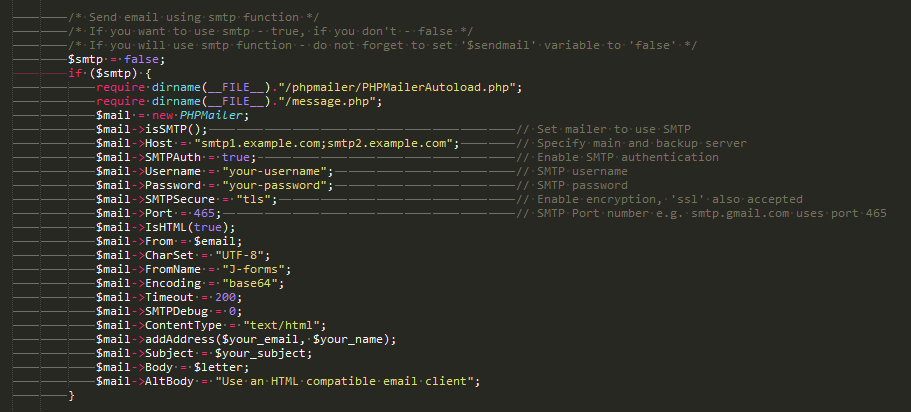 /* Send email using smtp function */
/* If you want to use smtp - true, if you don't - false */
/* If you will use smtp function - do not forget to set '$sendmail' variable to 'false' */
$smtp = false;
if ($smtp) {
require dirname(__FILE__)."/phpmailer/PHPMailerAutoload.php";
require dirname(__FILE__)."/message.php";
$mail = new PHPMailer;
$mail->isSMTP(); // Set mailer to use SMTP
$mail->Host = "smtp1.example.com;smtp2.example.com"; // Specify main and backup server
$mail->SMTPAuth = true; // Enable SMTP authentication
$mail->Username = "your-username"; // SMTP username
$mail->Password = "your-password"; // SMTP password
$mail->SMTPSecure = "tls"; // Enable encryption, 'ssl' also accepted
$mail->Port = 465; // SMTP Port number e.g. smtp.gmail.com uses port 465
$mail->IsHTML(true);
$mail->From = $email;
$mail->CharSet = "UTF-8";
$mail->FromName = "J-forms";
$mail->Encoding = "base64";
$mail->Timeout = 200;
$mail->SMTPDebug = 0;
$mail->ContentType = "text/html";
$mail->addAddress($your_email, $your_name);
$mail->Subject = $your_subject;
$mail->Body = $letter;
$mail->AltBody = "Use an HTML compatible email client";
}